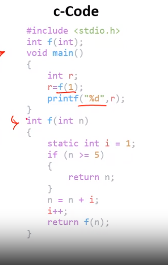 c-Code
#include <stdio.h>
int f(int);
void main()
{
int r;
r=f(1);
printf("%d",r);
}
int f(int n)
{
static int i = 1;
if (n >= 5)
{
return n;
}
n = n + i;
i++;
return f(n);
}